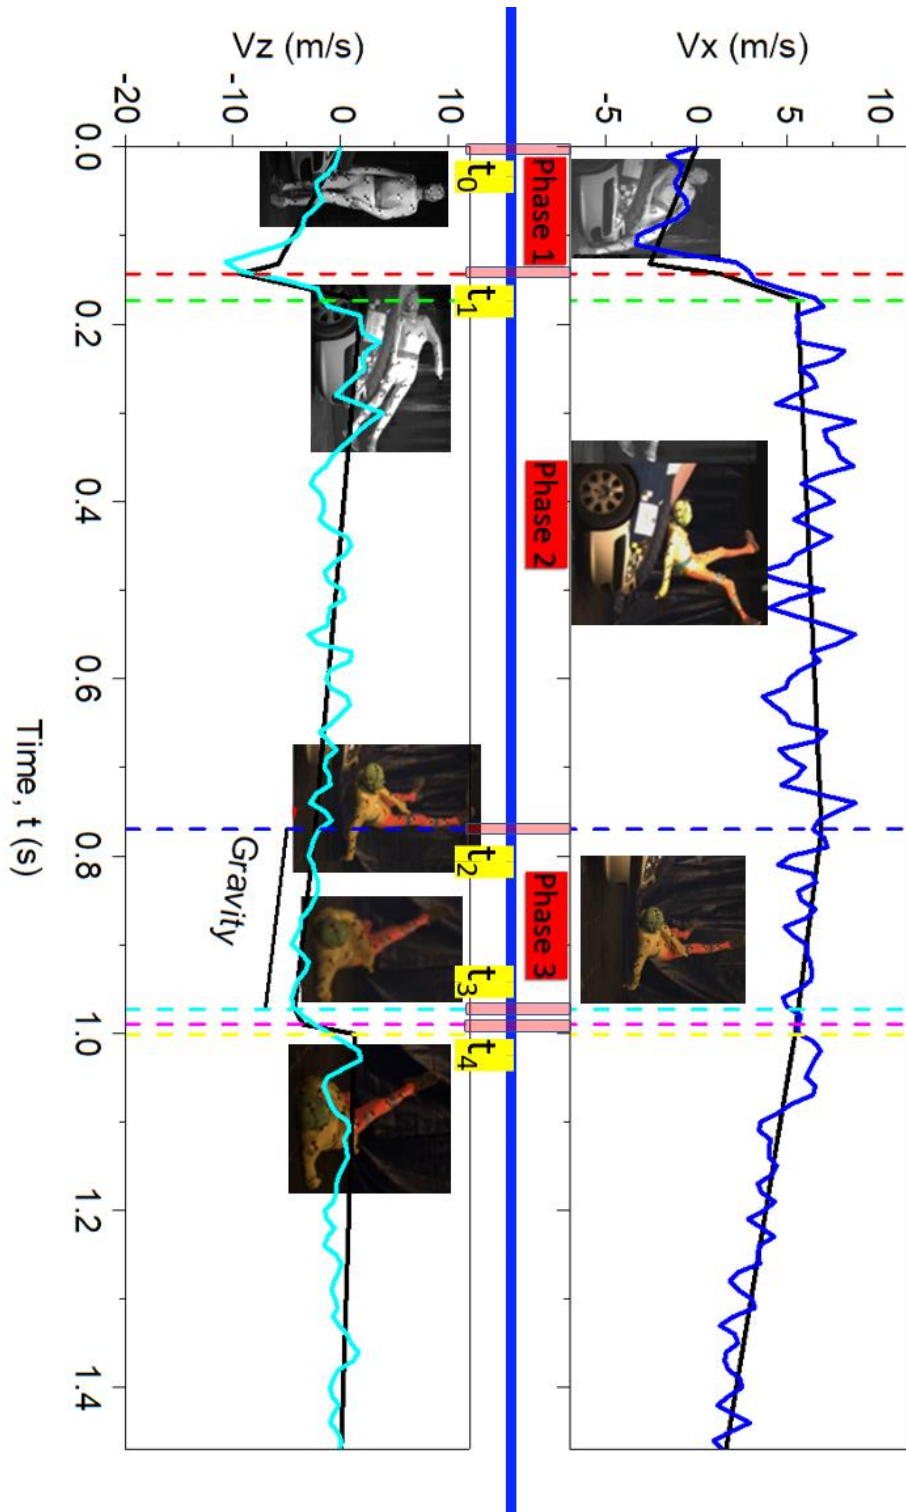 Vx (m/s)
10
5
0
-5
Phase 1
Phase 2
Phase 3
t0
t1
t2
t3
t4
Vz (m/s)
10
0
-10
-20
Gravity
0.0
0.2
0.4
0.6
0.8
1.0
1.2
1.4
Time, t (s)